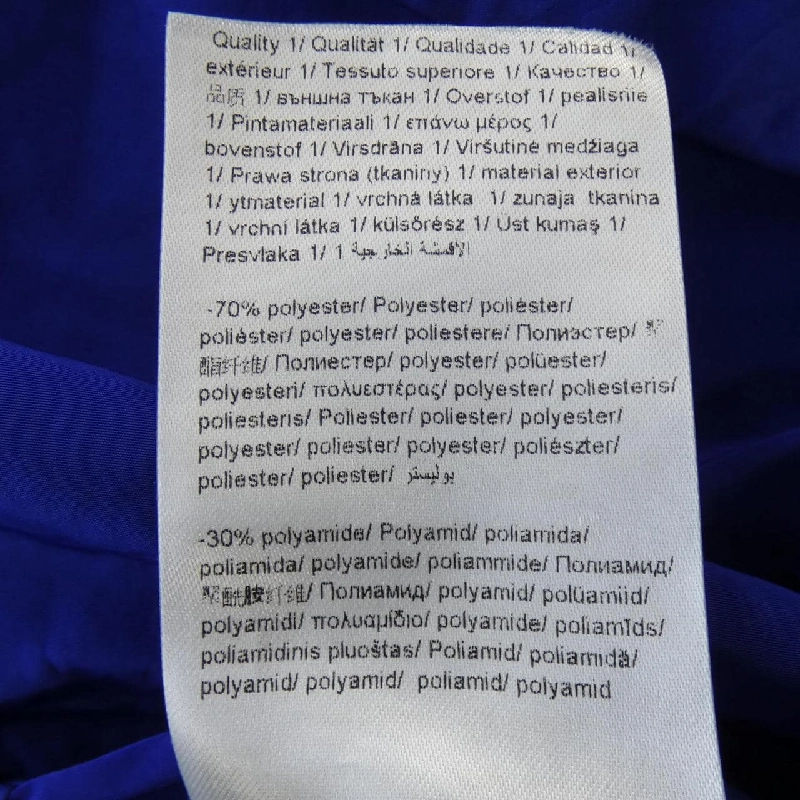 Quality 1/ Qualität 1/ Qualidade 1/ Calidad 1/
extérieur 1/ Tessuto superiore 1/ Качество 1/
品质 1/ външна тъкан 1/ Overstof 1/ pealisriie
1/ Pintamateriaali 1/ επάνω μέρος 1/
bovenstof 1/ Virsdrāna 1/ Viršutinė medžiaga
1/ Prawa strona (tkaniny) 1/ material exterior
1/ ytmaterial 1/ vrchná látka 1/ zunaja tkanina
1/ vrchní látka 1/ külsőrész 1/ Üst kumaş 1/
Presvlaka 1/ 1 الاقمشة الخارجية
-70% polyester/ Polyester/ poliéster/
poliéster/ polyester/ poliestere/ Полиэстер/ 聚
酯纤维/ Полиестер/ polyester/ polüester/
polyesteri/ πολυεστέρας/ polyester/ poliesteris/
poliesteris/ Poliester/ poliester/ polyester/
polyester/ poliester/ polyester/ poliészter/
poliester/ poliester/ بوليستر
-30% polyamide/ Polyamid/ poliamida/
poliamida/ polyamide/ poliammide/ Полиамид/
聚酰胺纤维/ Полиамид/ polyamid/ polüamiid/
polyamidi/ πολυαμίδιο/ polyamide/ poliamīds/
poliamidinis pluoštas/ Poliamid/ poliamidă/
polyamid/ polyamid/ poliamid/ polyamid